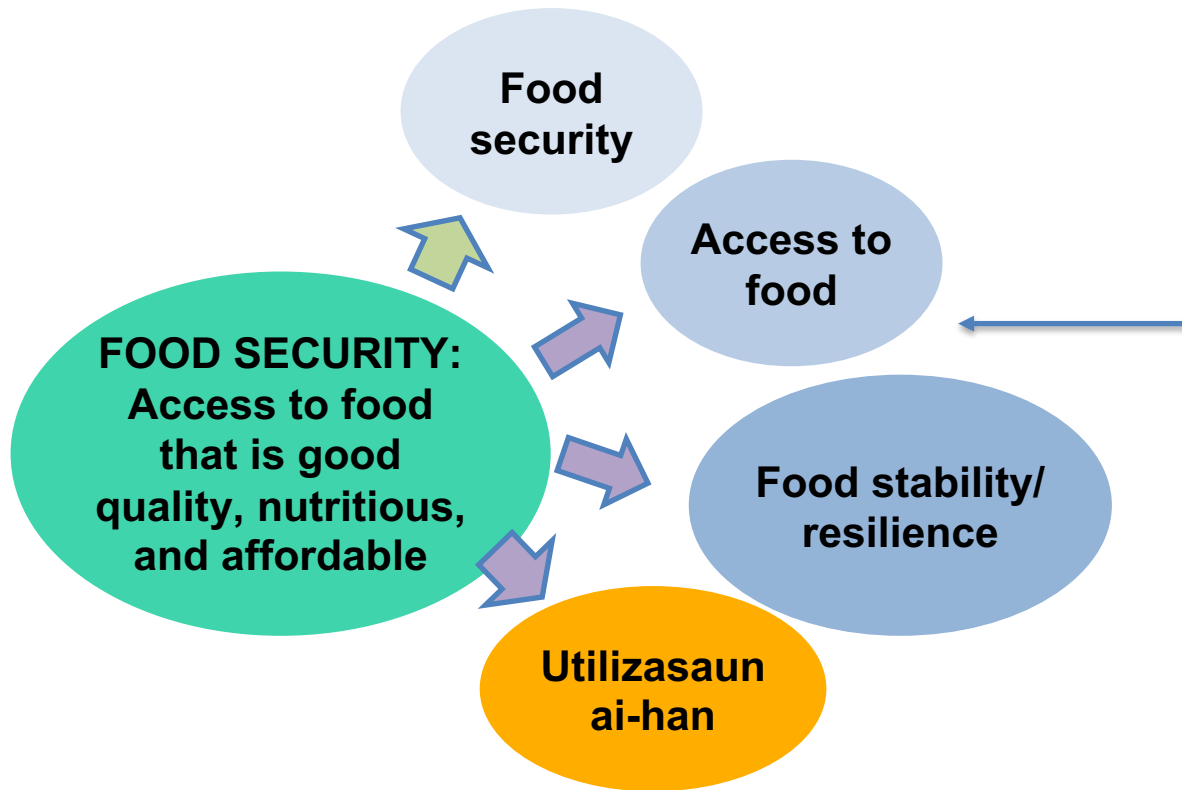 Food
security
Access to
food
FOOD SECURITY:
Access to food
that is good
quality, nutritious,
and affordable
Food stability/
resilience
Utilizasaun
ai-han